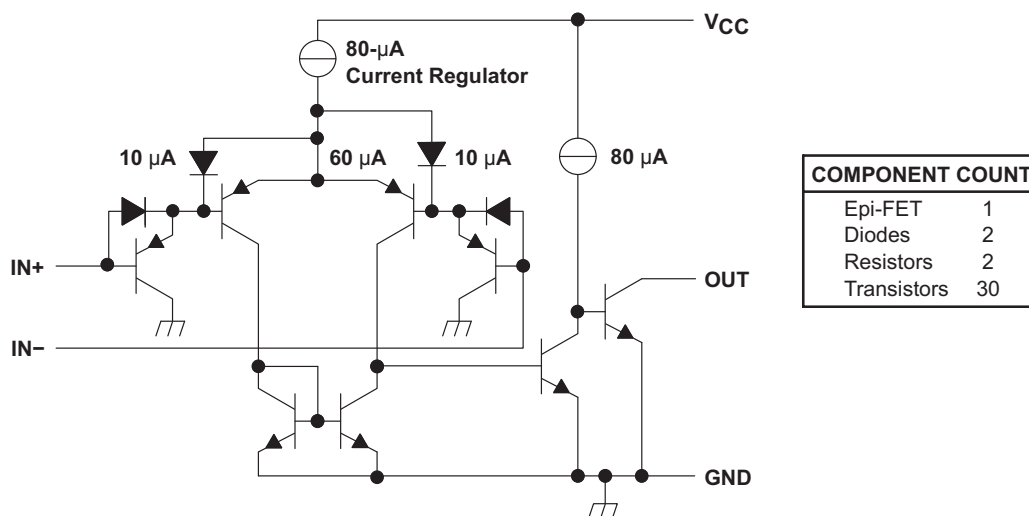 VCC
80-µA
Current Regulator
10 µA
60 µA
10 µA
80 µA
COMPONENT COUNT
Epi-FET 1
Diodes 2
Resistors 2
Transistors 30
IN+
OUT
IN−
GND